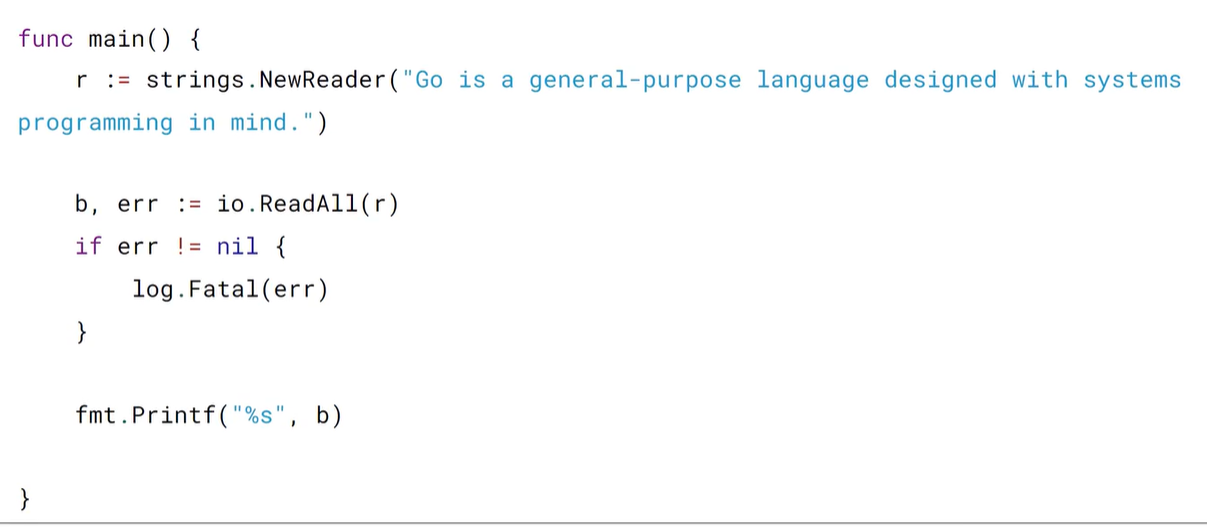 func main() {
    r := strings.NewReader("Go is a general-purpose language designed with systems
programming in mind.")
    b, err := io.ReadAll(r)
    if err != nil {
        log.Fatal(err)
    }
    fmt.Printf("%s", b)
}